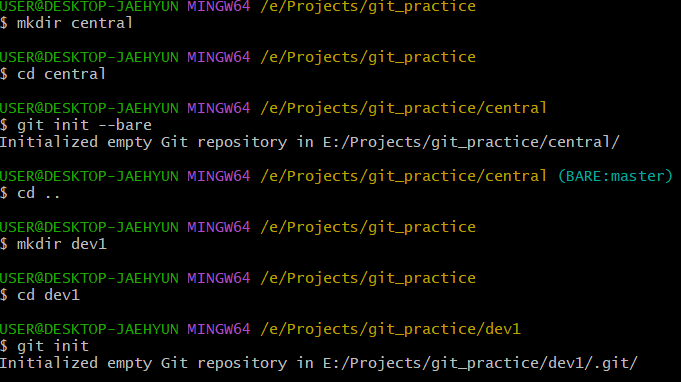 USER@DESKTOP-JAEHYUN MINGW64 /e/Projects/git_practice
$ mkdir central
USER@DESKTOP-JAEHYUN MINGW64 /e/Projects/git_practice
$ cd central
USER@DESKTOP-JAEHYUN MINGW64 /e/Projects/git_practice/central
$ git init --bare
Initialized empty Git repository in E:/Projects/git_practice/central/
USER@DESKTOP-JAEHYUN MINGW64 /e/Projects/git_practice/central (BARE:master)
$ cd ..
USER@DESKTOP-JAEHYUN MINGW64 /e/Projects/git_practice
$ mkdir dev1
USER@DESKTOP-JAEHYUN MINGW64 /e/Projects/git_practice
$ cd dev1
USER@DESKTOP-JAEHYUN MINGW64 /e/Projects/git_practice/dev1
$ git init
Initialized empty Git repository in E:/Projects/git_practice/dev1/.git/